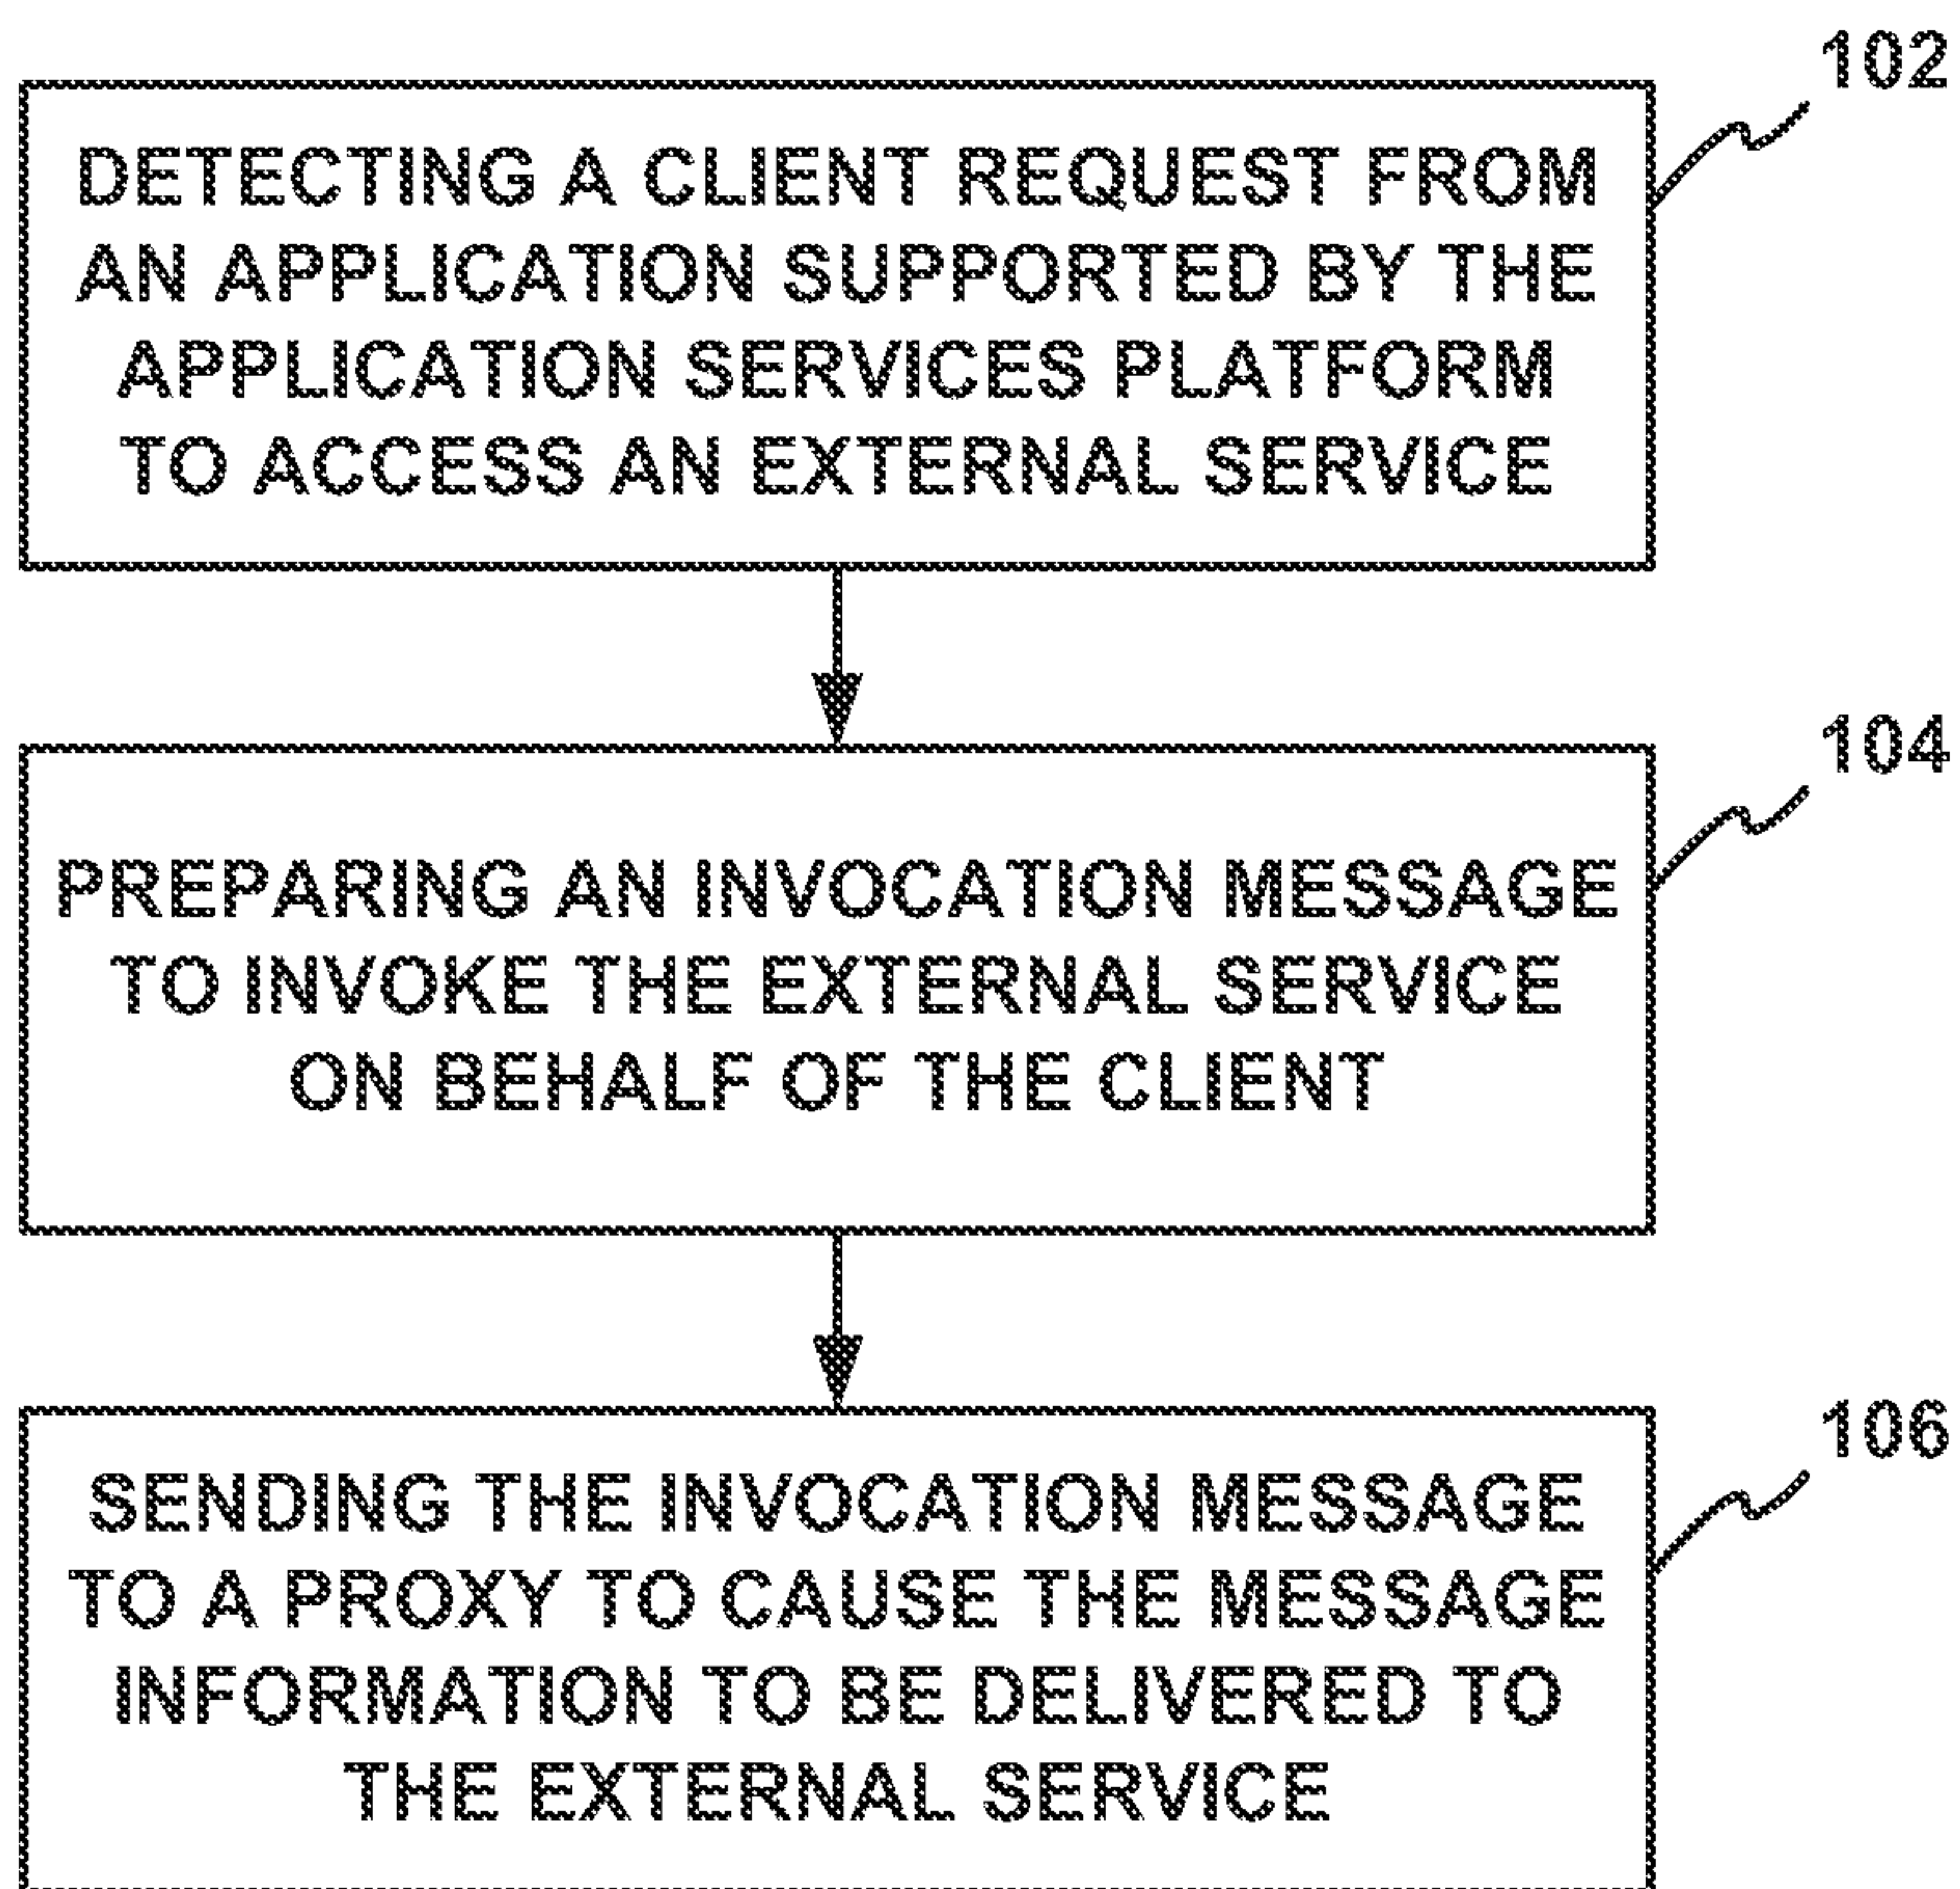 102
DETECTING A CLIENT REQUEST FROM
AN APPLICATION SUPPORTED BY THE
APPLICATION SERVICES PLATFORM
TO ACCESS AN EXTERNAL SERVICE
104
PREPARING AN INVOCATION MESSAGE
TO INVOKE THE EXTERNAL SERVICE
ON BEHALF OF THE CLIENT
106
SENDING THE INVOCATION MESSAGE
TO A PROXY TO CAUSE THE MESSAGE
INFORMATION TO BE DELIVERED TO
THE EXTERNAL SERVICE